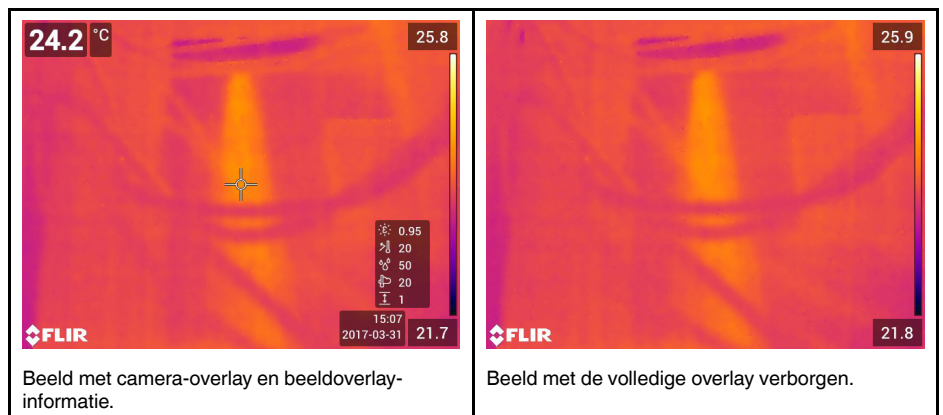 24.2 °C
25.8
0.95
20
50
20
1
15:07
2017-03-31
21.7
FLIR
Beeld met camera-overlay en beeldoverlay-
informatie.
25.9
21.8
FLIR
Beeld met de volledige overlay verborgen.